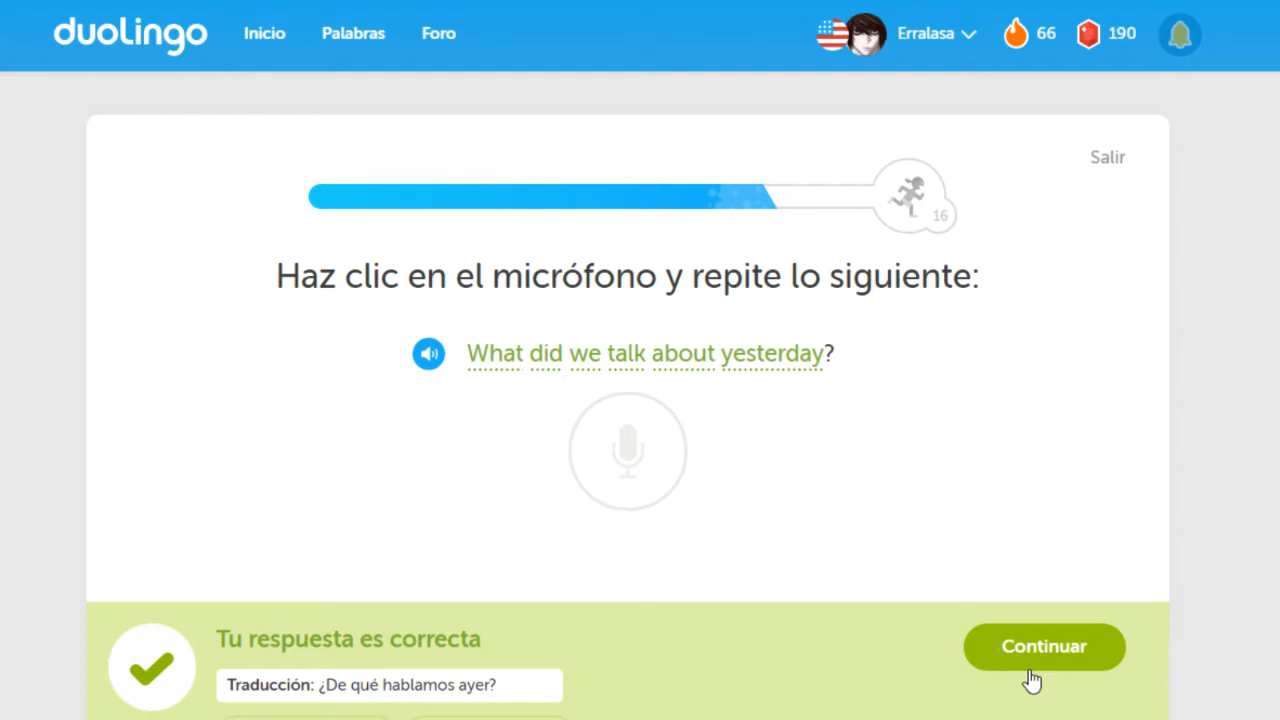 duolingo Inicio Palabras Foro Erralasa 66 190
Salir
16
Haz clic en el micrófono y repite lo siguiente:
What did we talk about yesterday?
Tu respuesta es correcta
Continuar
Traducción: ¿De qué hablamos ayer?